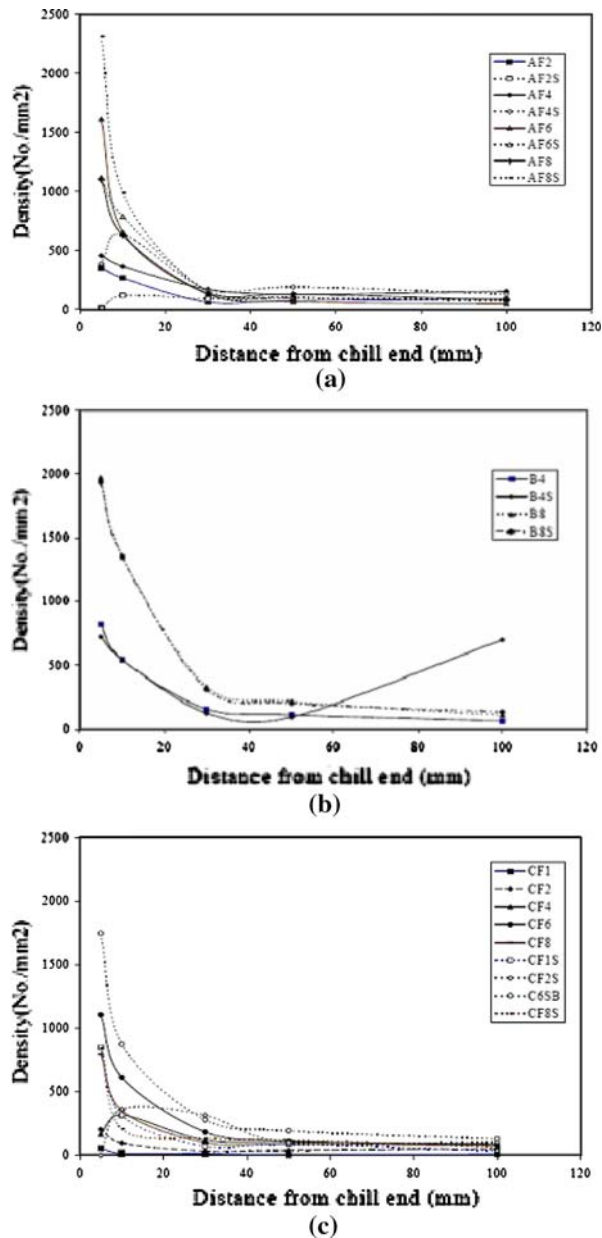 2500
2000
1500
1000
500
0
Density(No./mm2)
0 20 40 60 80 100 120
Distance from chill end (mm)
AF2
AF2S
AF4
AF4S
AF6
AF6S
AF8
AF8S
(a)
2500
2000
1500
1000
500
0
Density(No./mm2)
0 20 40 60 80 100 120
Distance from chill end (mm)
B4
B4S
B8
B8S
(b)
2500
2000
1500
1000
500
0
Density(No./mm2)
0 20 40 60 80 100 120
Distance from chill end (mm)
CF1
CF2
CF4
CF6
CF8
CF1S
CF2S
C6SB
CF8S
(c)